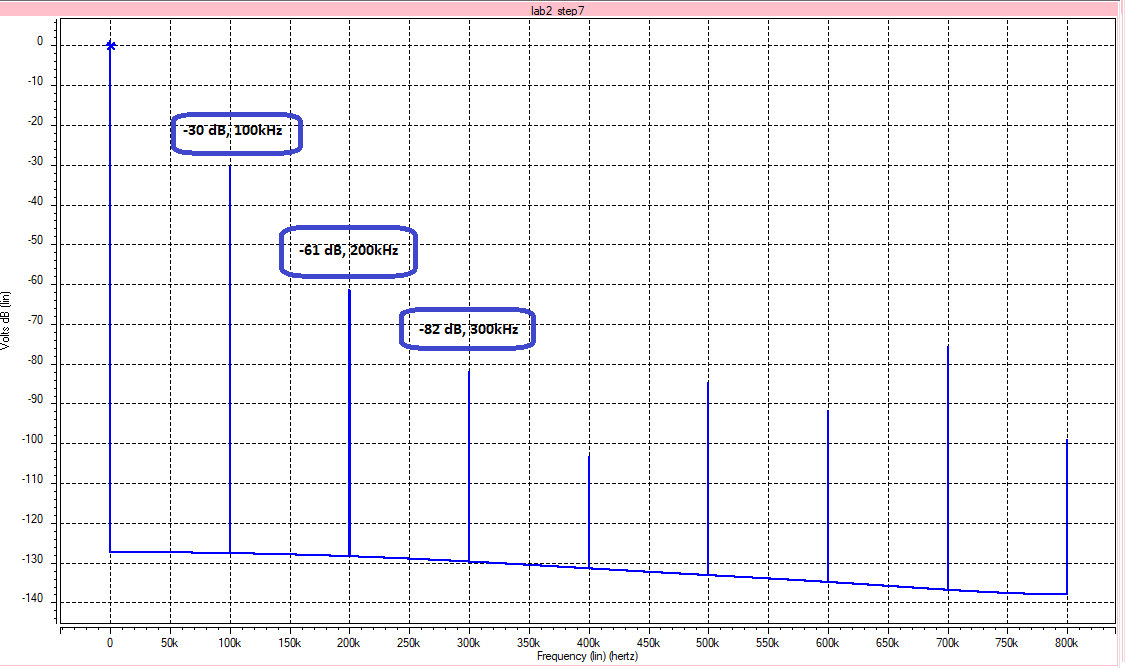 lab2_step7
0
-10
-20
-30
-40
-50
-60
-70
-80
-90
-100
-110
-120
-130
-140
Volts dB (lin)
-30 dB, 100kHz
-61 dB, 200kHz
-82 dB, 300kHz
0 50k 100k 150k 200k 250k 300k 350k 400k 450k 500k 550k 600k 650k 700k 750k 800k
Frequency (lin) (hertz)